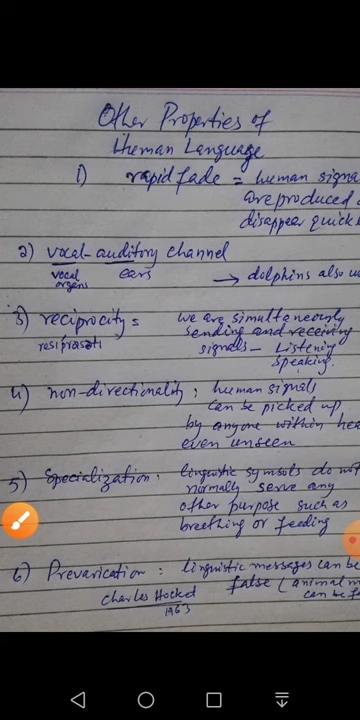 Other Properties of
Human Language
1) rapid fade = human signa
are produced
disappear quick
2) vocal-auditory channel
vocal ears
organs
→ dolphins also u
3) reciprocity = we are simultaneously
sending and receiving
signals - Listening
speaking.
4) non-directionality : human signals
can be picked up
by anyone within hea
even unseen
5) Specialization : linguistic symbols do not
normally serve any
other purpose such as
breathing or feeding
6) Prevarication : linguistic messages can be
false (animal m
can be fa
Charles Hocket
1963